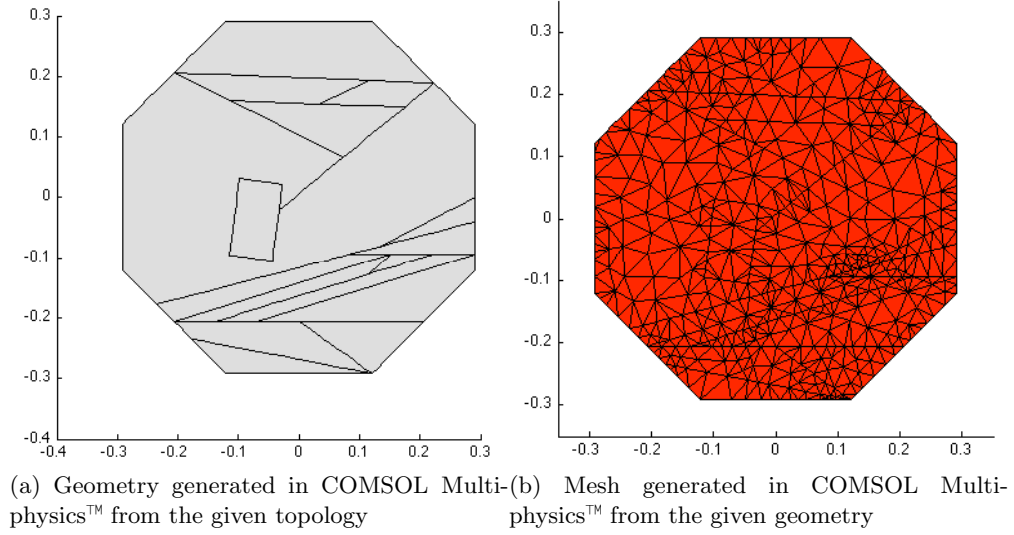 0.3
0.2
0.1
0
-0.1
-0.2
-0.3
-0.4
-0.4 -0.3 -0.2 -0.1 0 0.1 0.2 0.3
0.3
0.2
0.1
0
-0.1
-0.2
-0.3
-0.3 -0.2 -0.1 0 0.1 0.2 0.3
(a) Geometry generated in COMSOL Multi-
physics™ from the given topology
(b) Mesh generated in COMSOL Multi-
physics™ from the given geometry